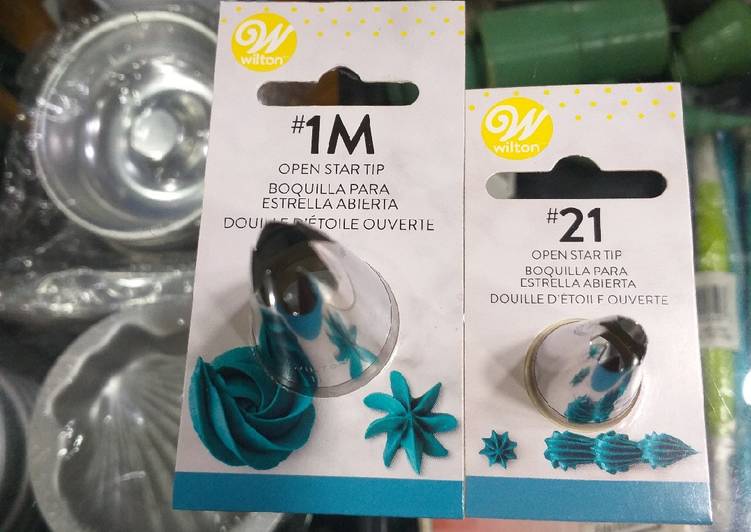 W
wilton
#1M
OPEN STAR TIP
BOQUILLA PARA
ESTRELLA ABIERTA
DOUILLE D'ÉTOILE OUVERTE
W
wilton
#21
OPEN STAR TIP
BOQUILLA PARA
ESTRELLA ABIERTA
DOUILLE D'ÉTOILE OUVERTE